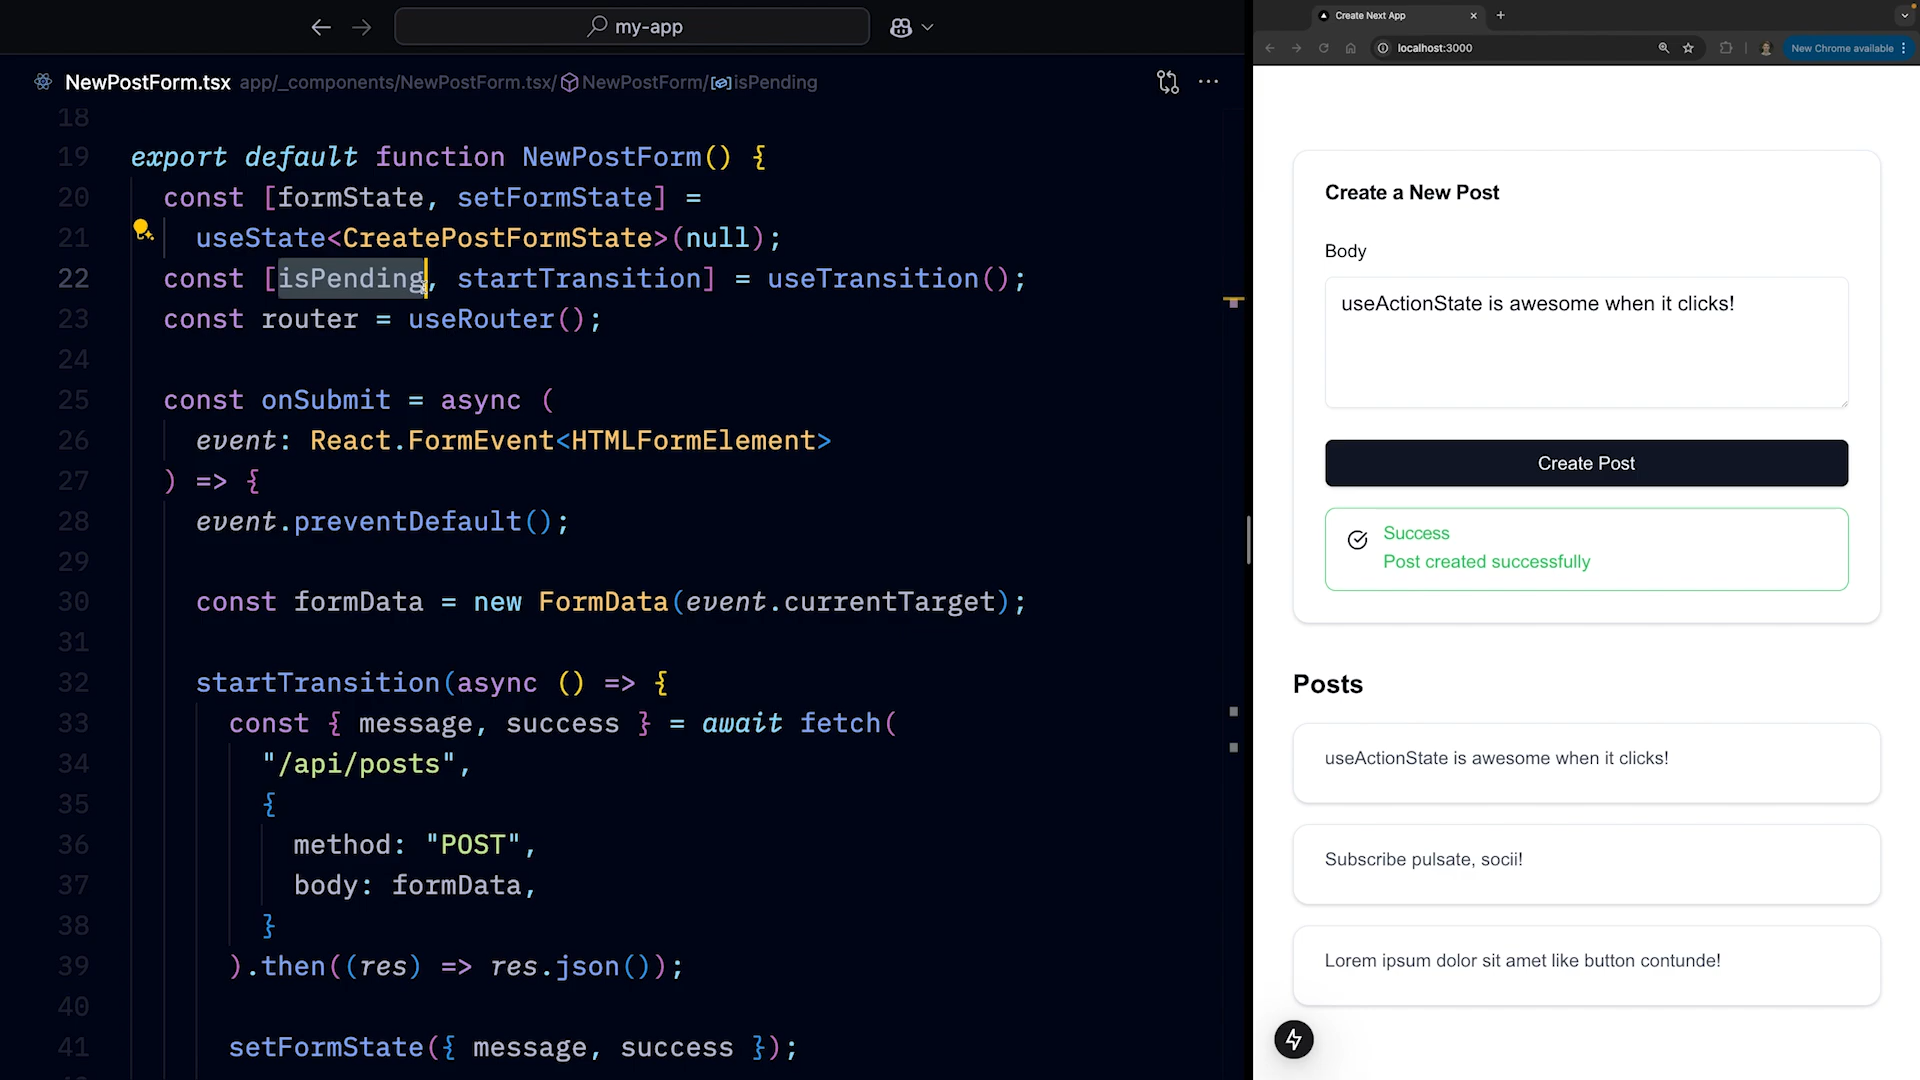 my-app
NewPostForm.tsx app/_components/NewPostForm.tsx/NewPostForm/isPending
18
19 export default function NewPostForm() {
20 const [formState, setFormState] =
21 useState<CreatePostFormState>(null);
22 const [isPending, startTransition] = useTransition();
23 const router = useRouter();
24
25 const onSubmit = async (
26 event: React.FormEvent<HTMLFormElement>
27 ) => {
28 event.preventDefault();
29
30 const formData = new FormData(event.currentTarget);
31
32 startTransition(async () => {
33 const { message, success } = await fetch(
34 "/api/posts",
35 {
36 method: "POST",
37 body: formData,
38 }
39 ).then((res) => res.json());
40
41 setFormState({ message, success });
Create Next App
localhost:3000
New Chrome available
Create a New Post
Body
useActionState is awesome when it clicks!
Create Post
Success
Post created successfully
Posts
useActionState is awesome when it clicks!
Subscribe pulsate, socii!
Lorem ipsum dolor sit amet like button contunde!